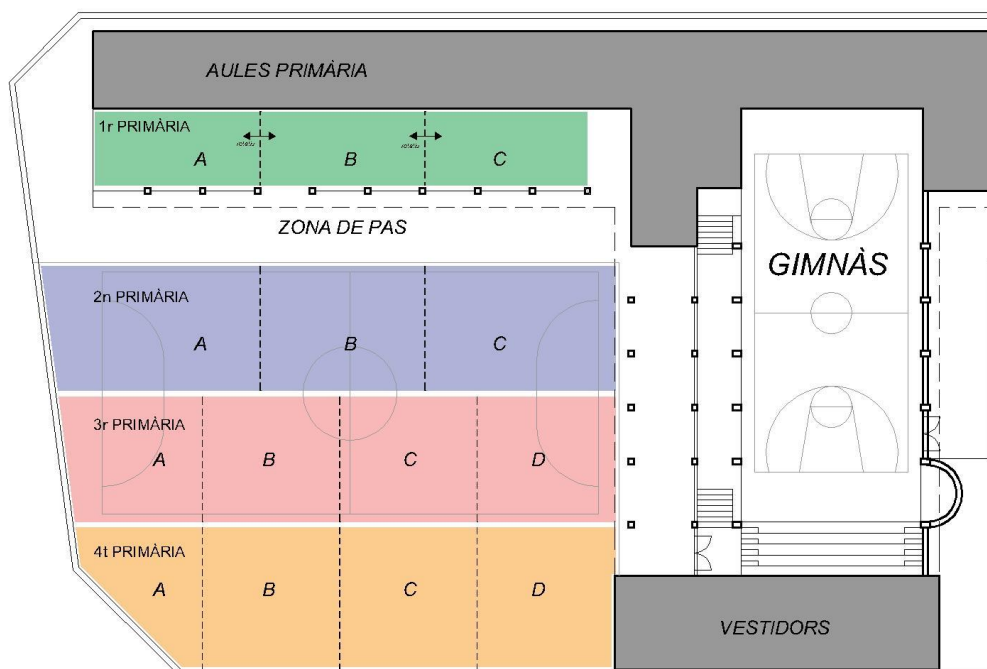 AULES PRIMÀRIA
1r PRIMÀRIA
A
B
C
ZONA DE PAS
GIMNÀS
2n PRIMÀRIA
A
B
C
3r PRIMÀRIA
A
B
C
D
4t PRIMÀRIA
A
B
C
D
VESTIDORS